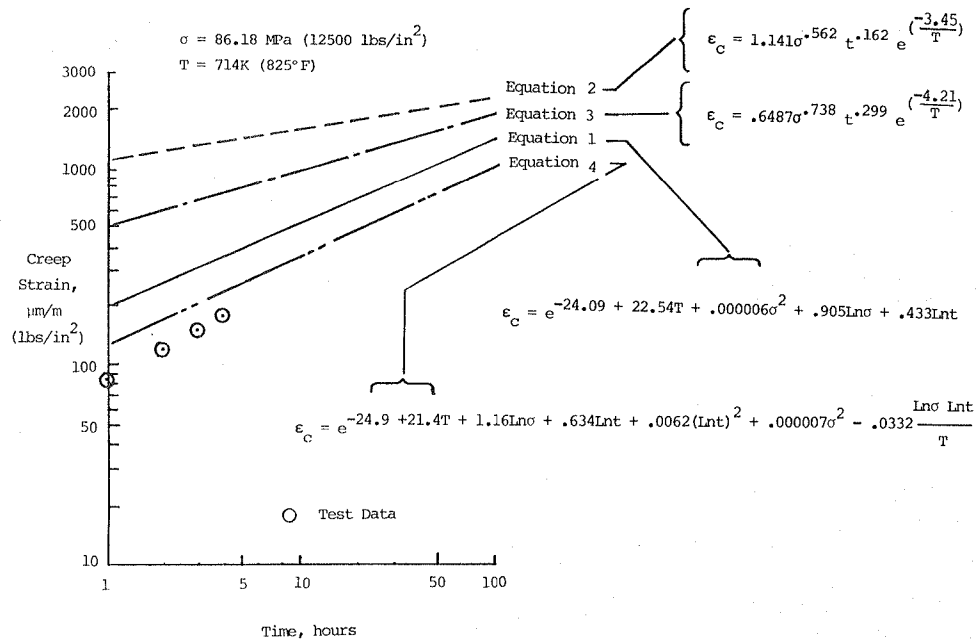 σ = 86.18 MPa (12500 lbs/in²)
T = 714K (825°F)
ε_c = 1.141σ^.562 t^.162 e^(-3.45/T)
ε_c = .6487σ^.738 t^.299 e^(-4.21/T)
Equation 2
Equation 3
Equation 1
Equation 4
3000
2000
1000
500
200
100
50
20
10
Creep
Strain,
μm/m
(lbs/in²)
ε_c = e^-24.09 + 22.54T + .000006σ² + .905Lnσ + .433Lnt
ε_c = e^-24.9 +21.4T + 1.16Lnσ + .634Lnt + .0062(Lnt)² + .000007σ² - .0332 Lnσ Lnt/T
Test Data
1
5
10
50
100
Time, hours